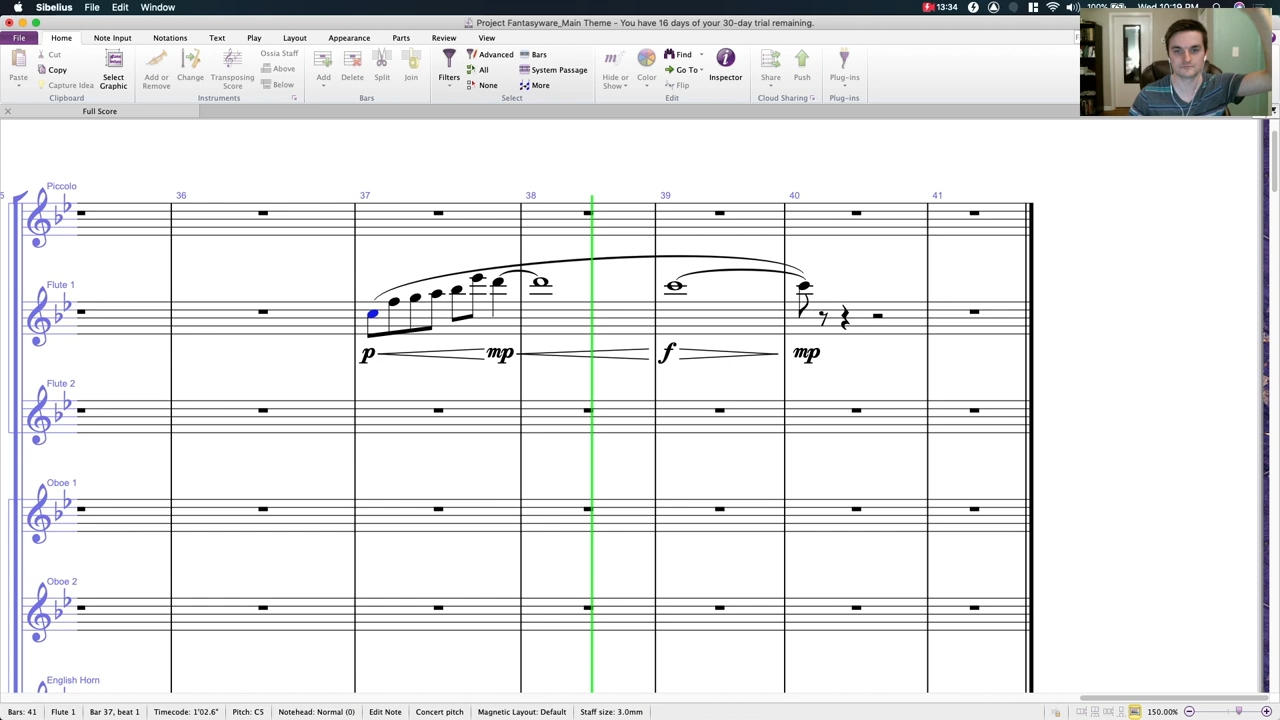 Sibelius File Edit Window 13:34 Wed 10:19 PM
Project Fantasyware_Main Theme - You have 16 days of your 30-day trial remaining.
File Home Note Input Notations Text Play Layout Appearance Parts Review View
Paste Cut Copy Capture Idea Select Graphic Clipboard
Add or Remove Change Transposing Score Ossia Staff Above Below Instruments
Add Delete Split Join Bars
Filters Advanced All None Bars System Passage More Select
Hide or Show Color Find Go To Flip Inspector Edit
Share Push Cloud Sharing
Plug-ins Plug-ins
Full Score
5 36 37 38 39 40 41
Piccolo
Flute 1
p mp f mp
Flute 2
Oboe 1
Oboe 2
English Horn
Bars: 41 Flute 1 Bar 37, beat 1 Timecode: 1'02.6" Pitch: C5 Notehead: Normal (0) Edit Note Concert pitch Magnetic Layout: Default Staff size: 3.0mm 150.00%